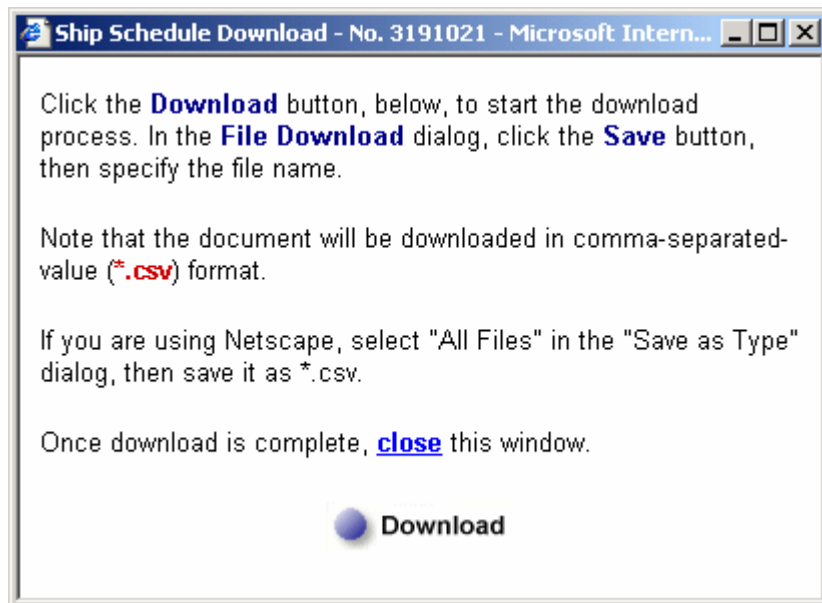 Ship Schedule Download - No. 3191021 - Microsoft Intern...
Click the Download button, below, to start the download
process. In the File Download dialog, click the Save button,
then specify the file name.
Note that the document will be downloaded in comma-separated-
value (*.csv) format.
If you are using Netscape, select "All Files" in the "Save as Type"
dialog, then save it as *.csv.
Once download is complete, close this window.
Download